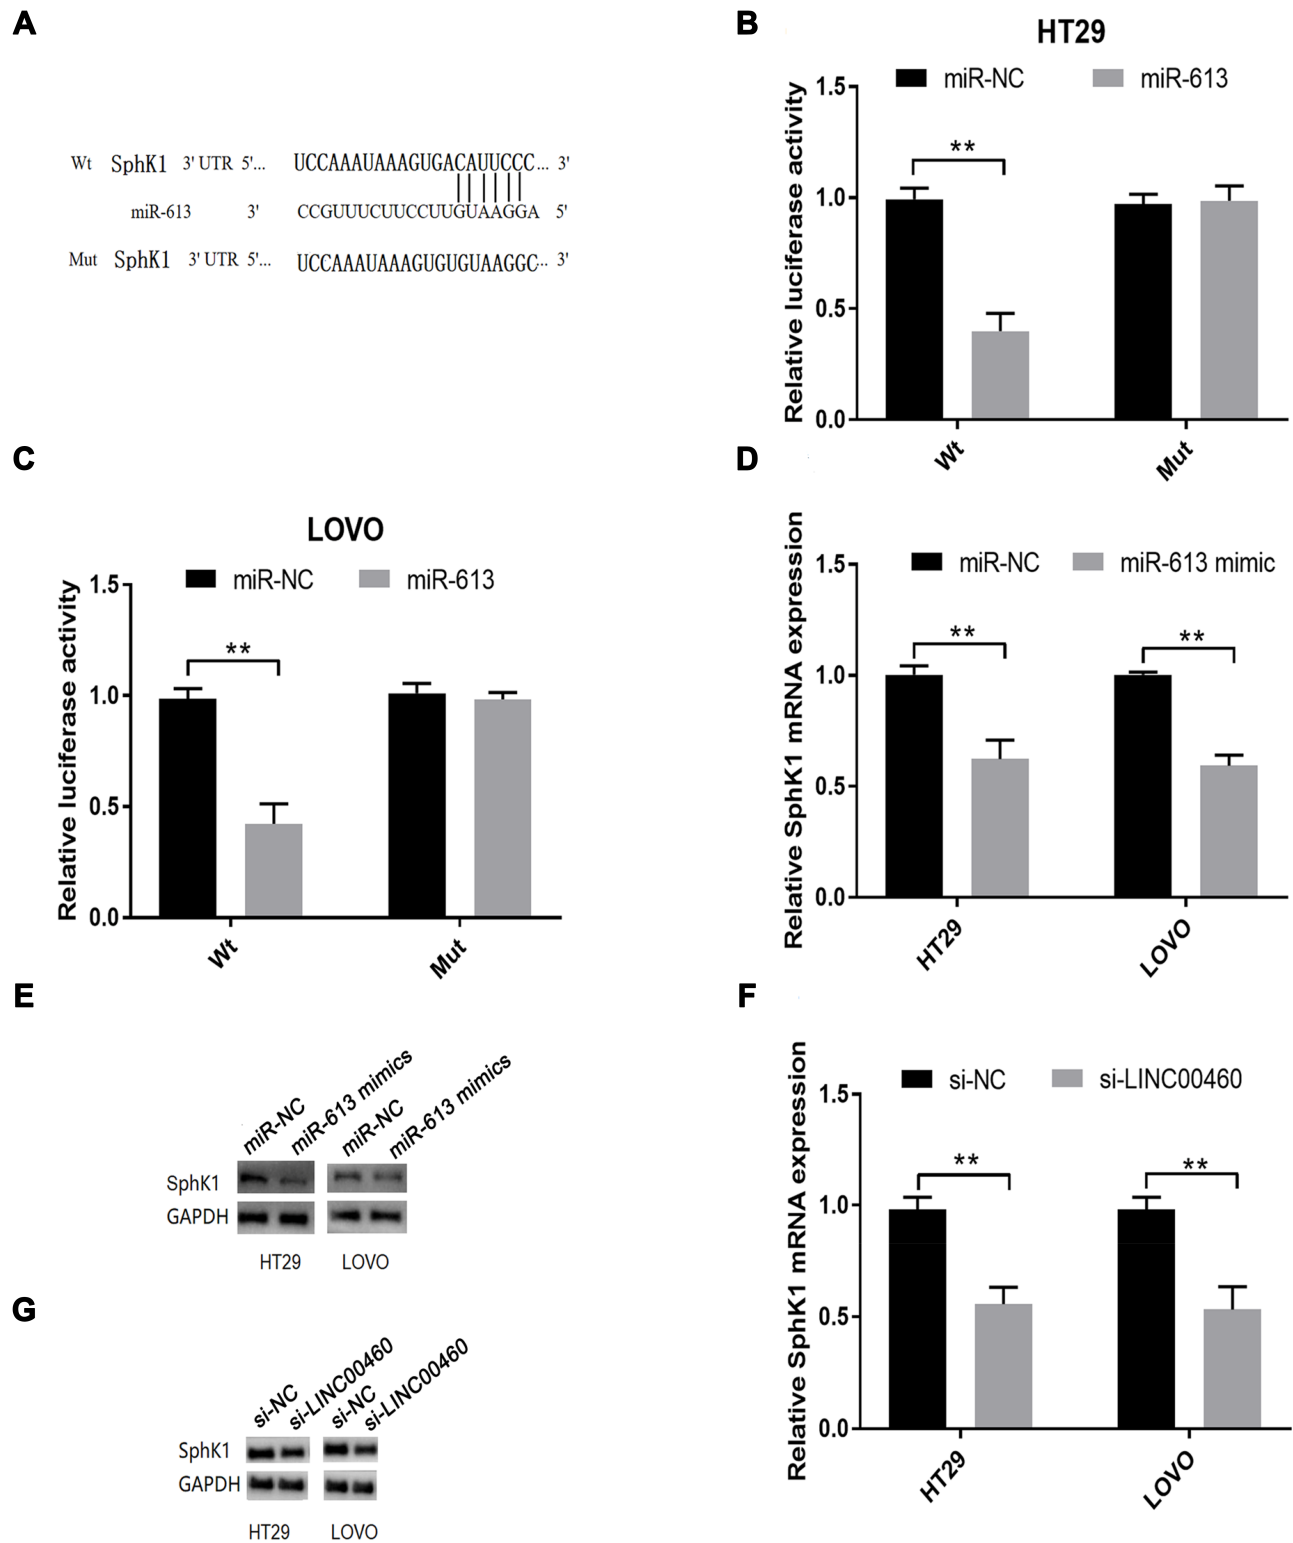 A
Wt SphK1 3' UTR 5'... UCCAAAUAAAGUGACAUUCCC... 3'
miR-613 3' CCGUUUCUUCCUUGUAAGGA 5'
Mut SphK1 3' UTR 5'... UCCAAAUAAAGUGUGUAAGGC... 3'
B
HT29
miR-NC miR-613
Relative luciferase activity
1.5
**
1.0
0.5
0.0
Wt Mut
C
LOVO
miR-NC miR-613
Relative luciferase activity
1.5
**
1.0
0.5
0.0
Wt Mut
D
miR-NC miR-613 mimic
Relative SphK1 mRNA expression
1.5
** **
1.0
0.5
0.0
HT29 LOVO
E
miR-NC miR-613 mimics miR-NC miR-613 mimics
SphK1
GAPDH
HT29 LOVO
F
si-NC si-LINC00460
Relative SphK1 mRNA expression
1.5
** **
1.0
0.5
0.0
HT29 LOVO
G
si-NC si-LINC00460 si-NC si-LINC00460
SphK1
GAPDH
HT29 LOVO